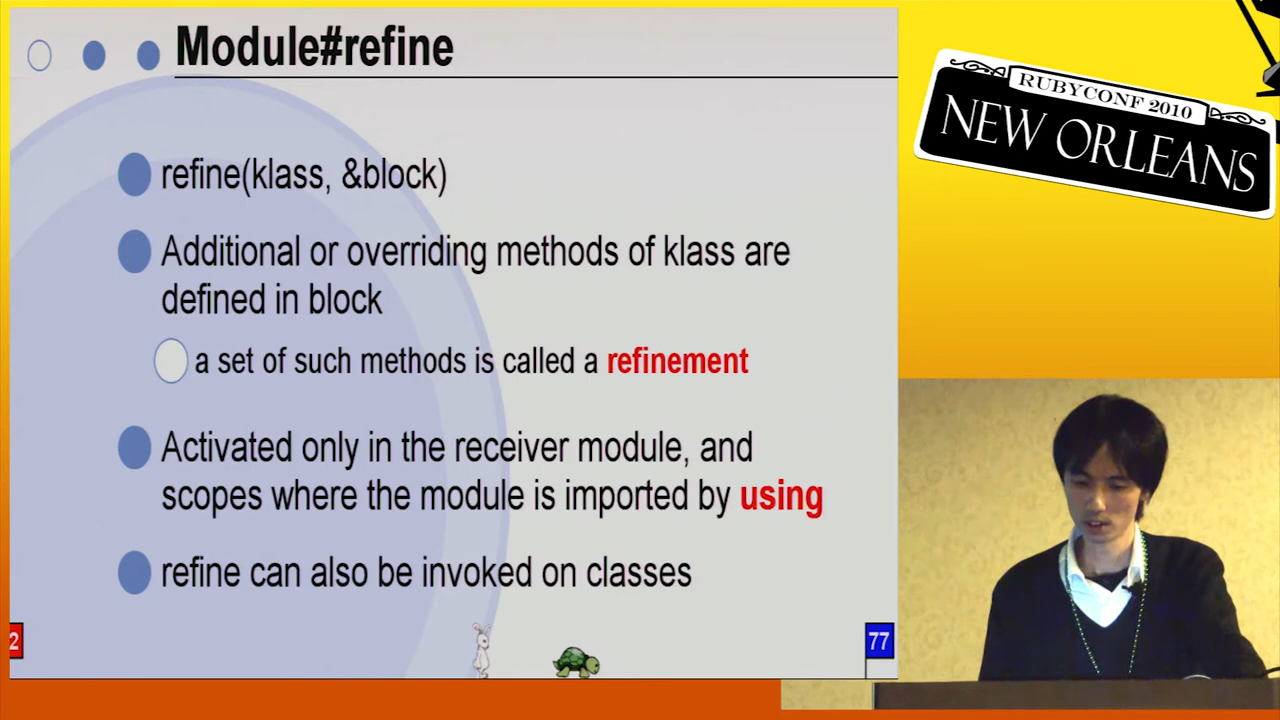 Module#refine
refine(klass, &block)
Additional or overriding methods of klass are
defined in block
a set of such methods is called a refinement
Activated only in the receiver module, and
scopes where the module is imported by using
refine can also be invoked on classes
2
77
RUBYCONF 2010
NEW ORLEANS